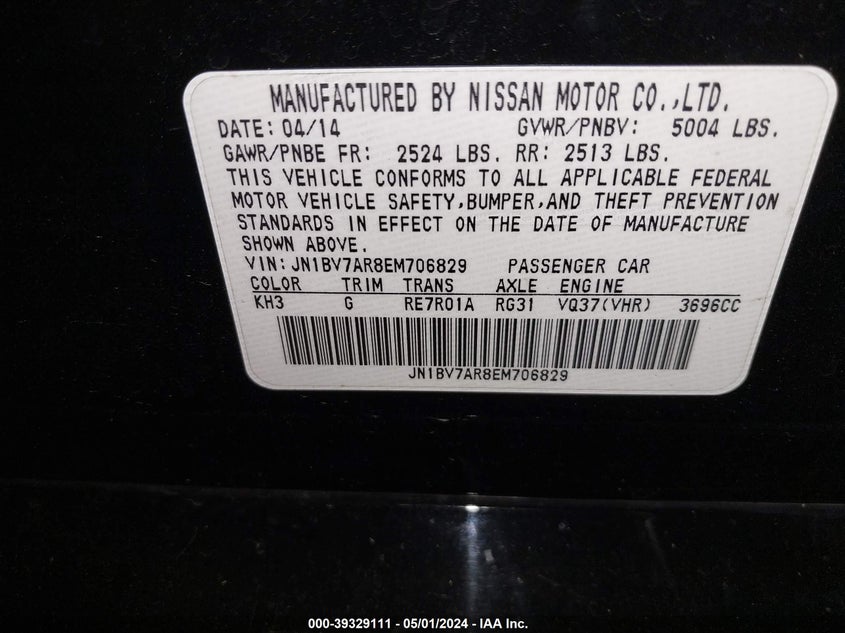 MANUFACTURED BY NISSAN MOTOR CO.,LTD.
DATE: 04/14 GVWR/PNBV: 5004 LBS.
GAWR/PNBE FR: 2524 LBS. RR: 2513 LBS.
THIS VEHICLE CONFORMS TO ALL APPLICABLE FEDERAL
MOTOR VEHICLE SAFETY,BUMPER,AND THEFT PREVENTION
STANDARDS IN EFFECT ON THE DATE OF MANUFACTURE
SHOWN ABOVE.
VIN: JN1BV7AR8EM706829 PASSENGER CAR
COLOR TRIM TRANS AXLE ENGINE
KH3 G RE7R01A RG31 VQ37(VHR) 3696CC
JN1BV7AR8EM706829
000-39329111 - 05/01/2024 - IAA Inc.